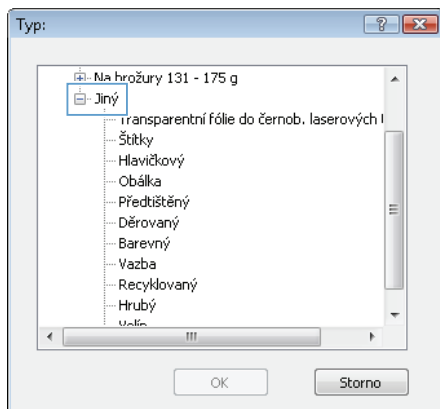 Typ:
Na brožury 131 - 175 g
Jiný
Transparentní fólie do černob. laserových
Štítky
Hlavičkový
Obálka
Předtištěný
Děrovaný
Barevný
Vazba
Recyklovaný
Hrubý
Velín
OK
Storno